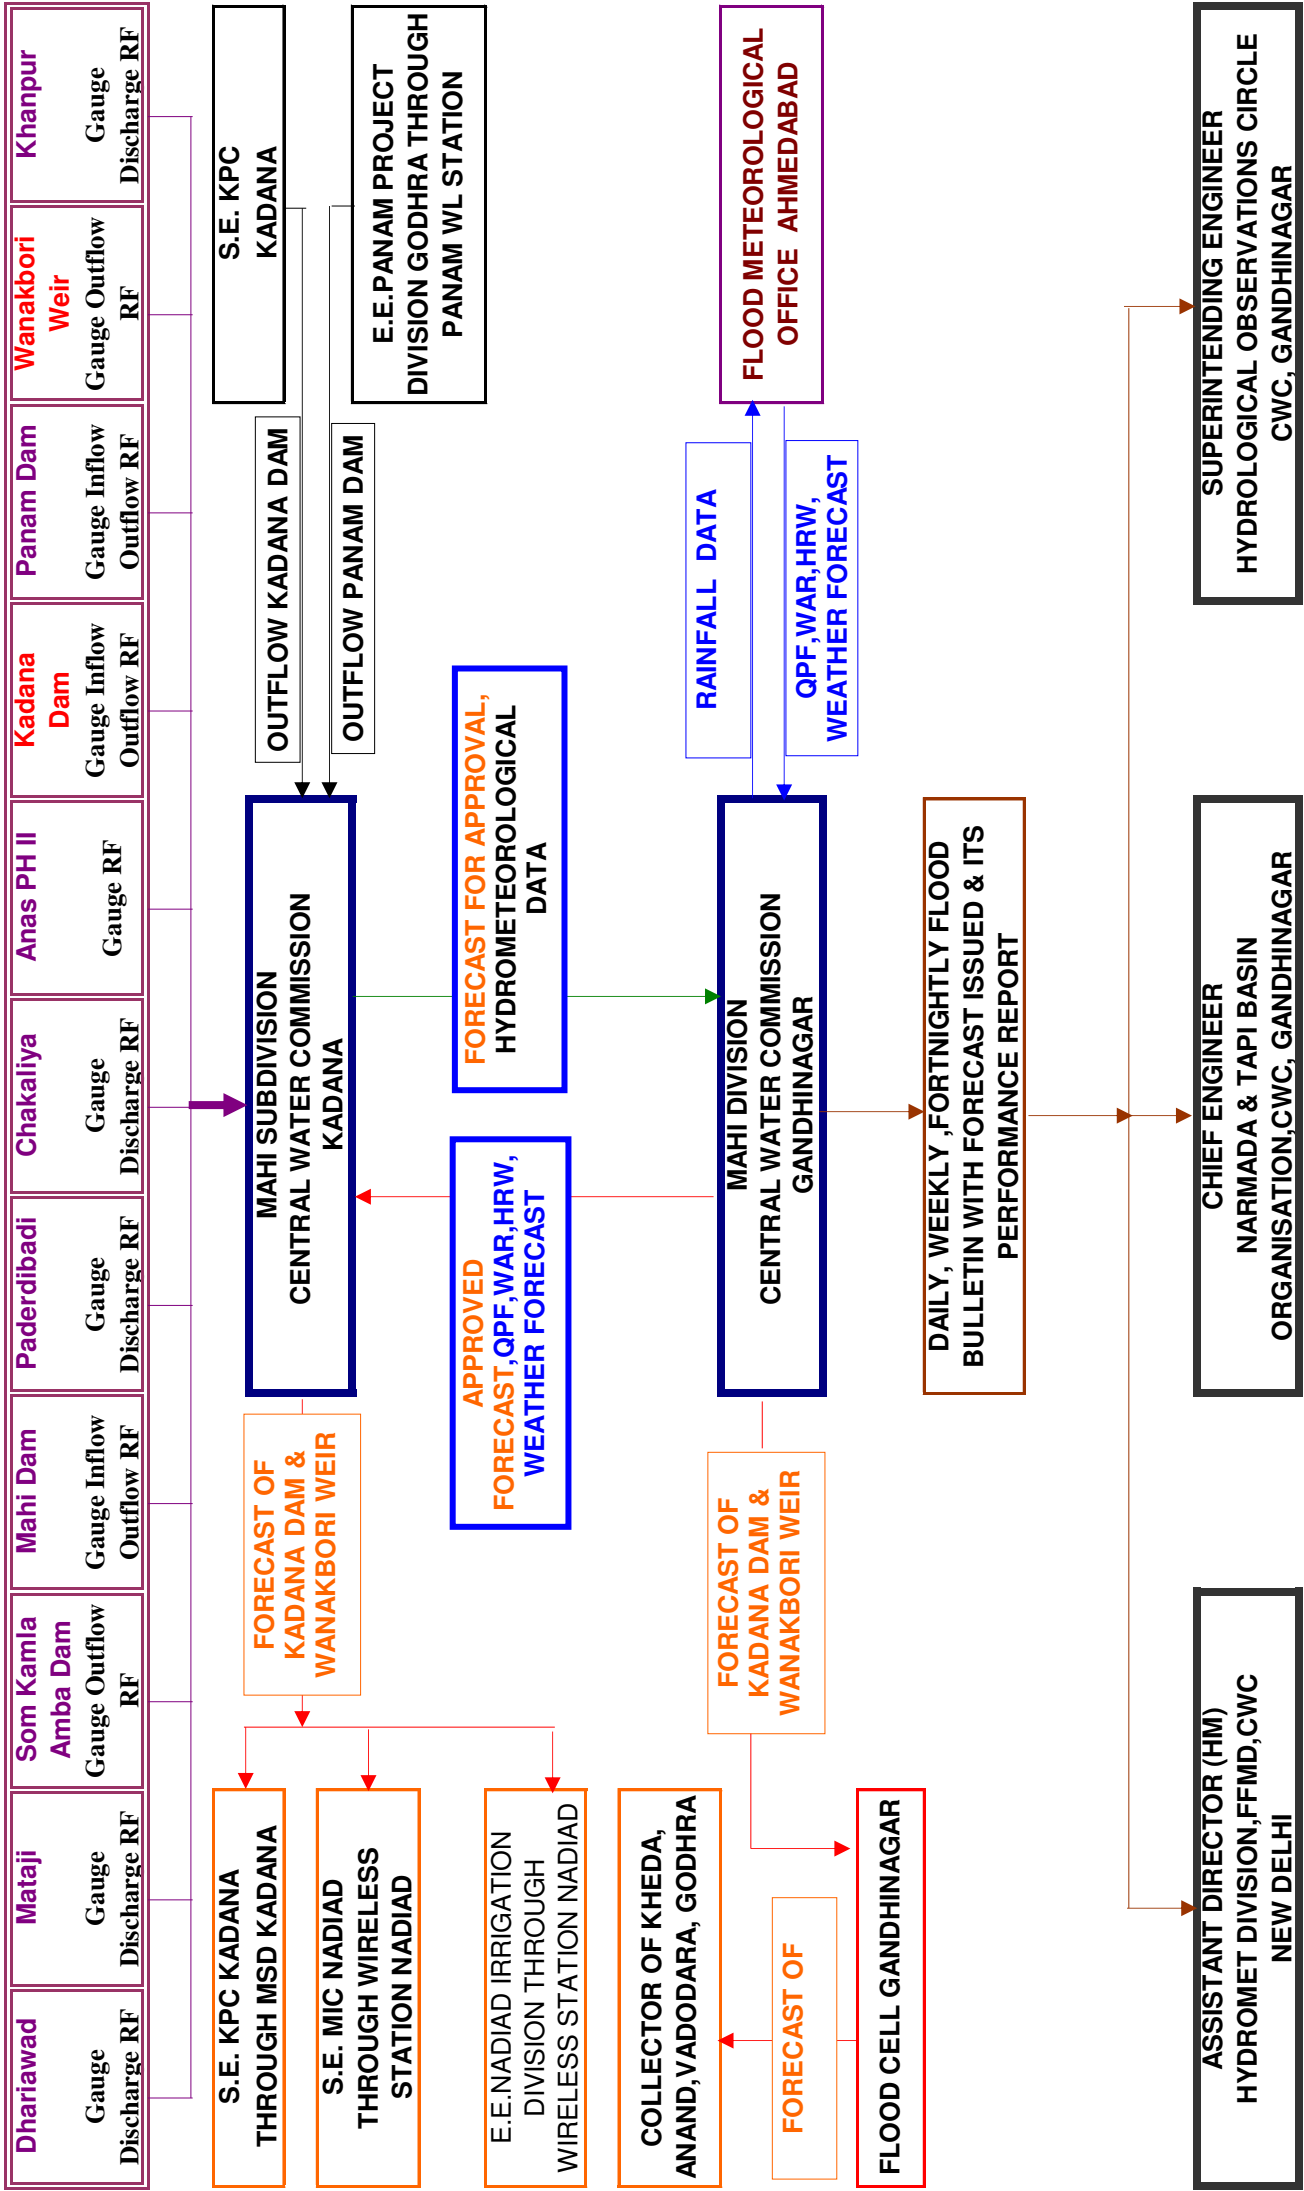 Dhariawad
Gauge
Discharge RF
Mataji
Gauge
Discharge RF
Som Kamla
Amba Dam
Gauge Outflow
RF
Mahi Dam
Gauge Inflow
Outflow RF
Paderdibadi
Gauge
Discharge RF
Chakaliya
Gauge
Discharge RF
Anas PH II
Gauge RF
Kadana
Dam
Gauge Inflow
Outflow RF
Panam Dam
Gauge Inflow
Outflow RF
Wanakbori
Weir
Gauge Outflow
RF
Khanpur
Gauge
Discharge RF
S.E. KPC KADANA
THROUGH MSD KADANA
S.E. MIC NADIAD
THROUGH WIRELESS
STATION NADIAD
E.E.NADIAD IRRIGATION
DIVISION THROUGH
WIRELESS STATION NADIAD
FORECAST OF
KADANA DAM &
WANAKBORI WEIR
MAHI SUBDIVISION
CENTRAL WATER COMMISSION
KADANA
OUTFLOW KADANA DAM
OUTFLOW PANAM DAM
S.E. KPC
KADANA
E.E.PANAM PROJECT
DIVISION GODHRA THROUGH
PANAM WL STATION
APPROVED
FORECAST,QPF,WAR,HRW,
WEATHER FORECAST
FORECAST FOR APPROVAL,
HYDROMETEOROLOGICAL
DATA
COLLECTOR OF KHEDA,
ANAND,VADODARA, GODHRA
FORECAST OF
FLOOD CELL GANDHINAGAR
FORECAST OF
KADANA DAM &
WANAKBORI WEIR
MAHI DIVISION
CENTRAL WATER COMMISSION
GANDHINAGAR
RAINFALL DATA
QPF,WAR,HRW,
WEATHER FORECAST
FLOOD METEOROLOGICAL
OFFICE AHMEDABAD
DAILY, WEEKLY ,FORTNIGHTLY FLOOD
BULLETIN WITH FORECAST ISSUED & ITS
PERFORMANCE REPORT
ASSISTANT DIRECTOR (HM)
HYDROMET DIVISION,FFMD,CWC
NEW DELHI
CHIEF ENGINEER
NARMADA & TAPI BASIN
ORGANISATION,CWC, GANDHINAGAR
SUPERINTENDING ENGINEER
HYDROLOGICAL OBSERVATIONS CIRCLE
CWC, GANDHINAGAR